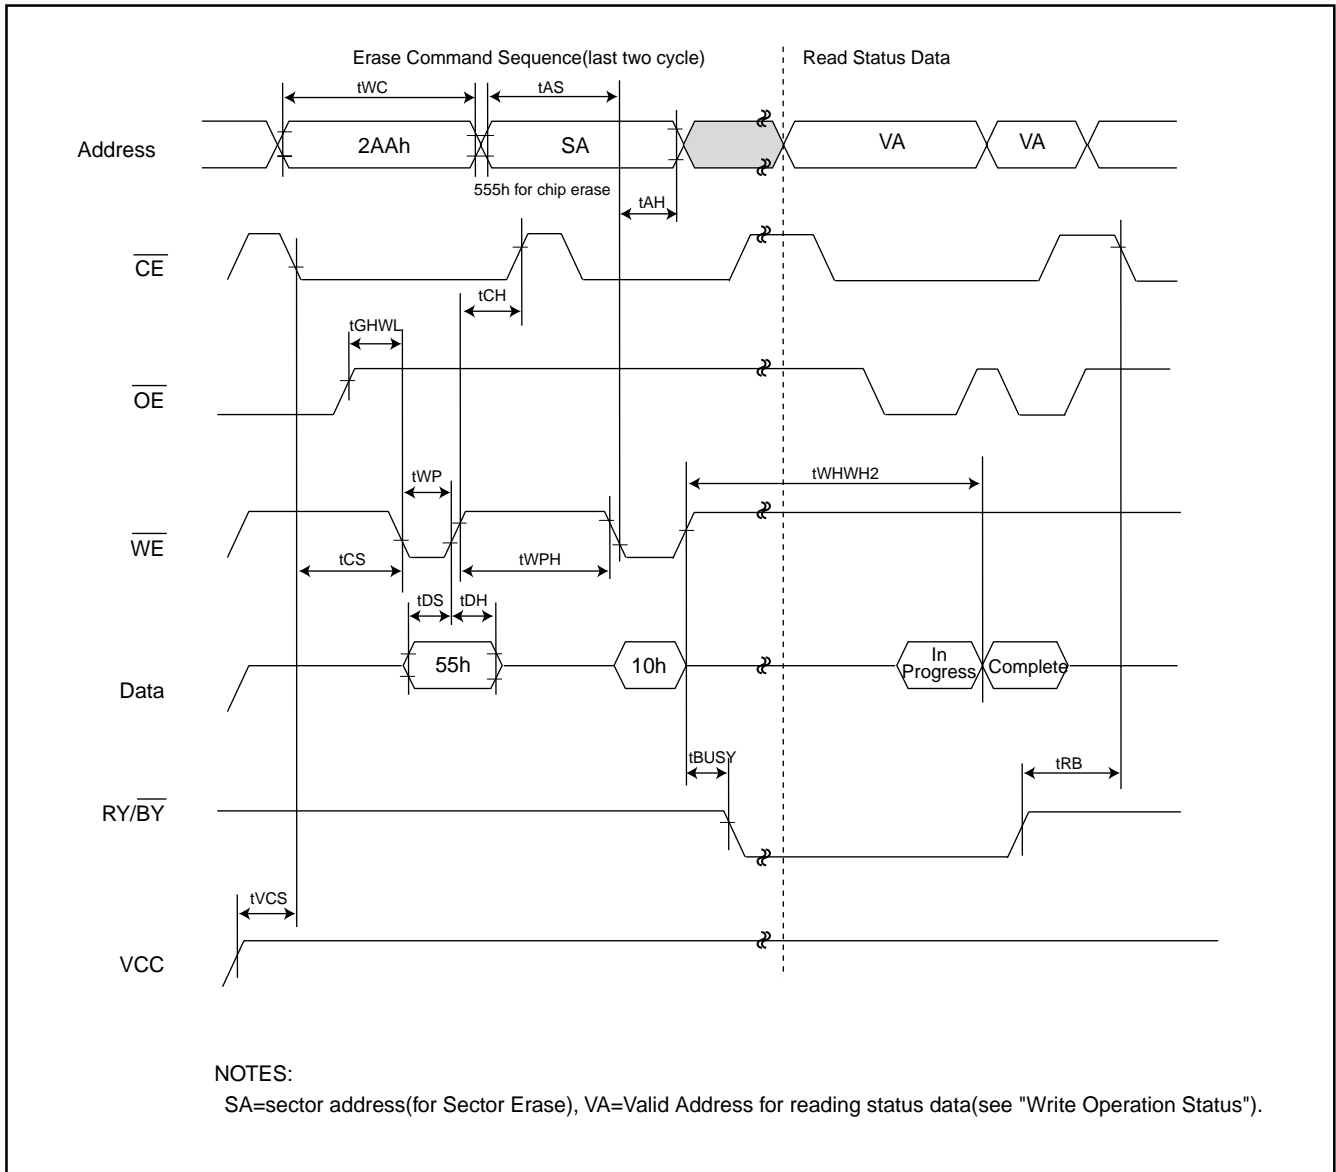 Erase Command Sequence(last two cycle)
Read Status Data
tWC
tAS
Address
2AAh
SA
VA
VA
555h for chip erase
tAH
CE
tCH
tGHWL
OE
tWP
tWHWH2
WE
tCS
tWPH
tDS
tDH
Data
55h
10h
In
Progress
Complete
tBUSY
tRB
RY/BY
tVCS
VCC
NOTES:
SA=sector address(for Sector Erase), VA=Valid Address for reading status data(see "Write Operation Status").